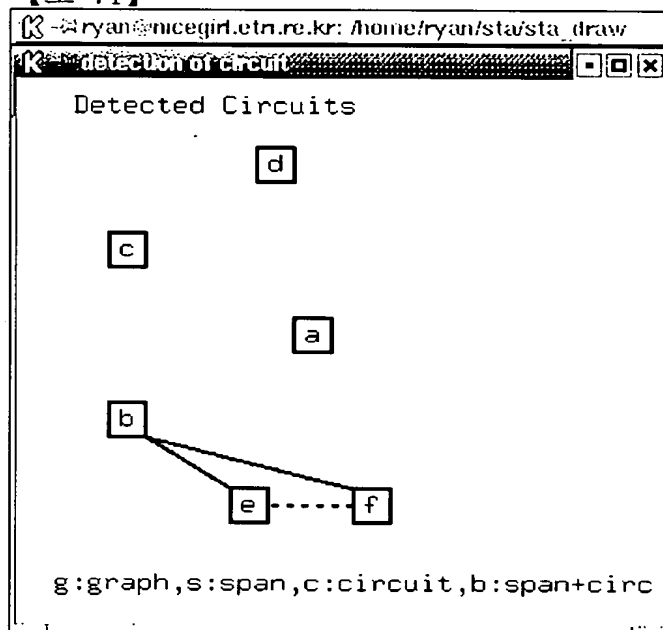 ryan@nicegirl.etri.re.kr: /home/ryan/sta/sta_draw
detection of circuit
Detected Circuits
d
c
a
b
e f
g:graph,s:span,c:circuit,b:span+circ